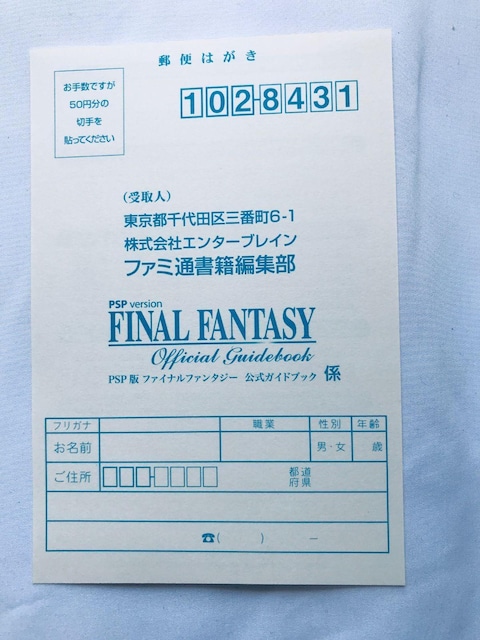 郵便はがき
お手数ですが
50円分の
切手を
貼ってください
102-8431
(受取人)
東京都千代田区三番町6-1
株式会社エンターブレイン
ファミ通書籍編集部
PSP version
FINAL FANTASY
Official Guidebook
PSP版 ファイナルファンタジー 公式ガイドブック 係
フリガナ 職業 性別 年齢
お名前 男・女 歳
ご住所 - 都道
府県
☎( ) －